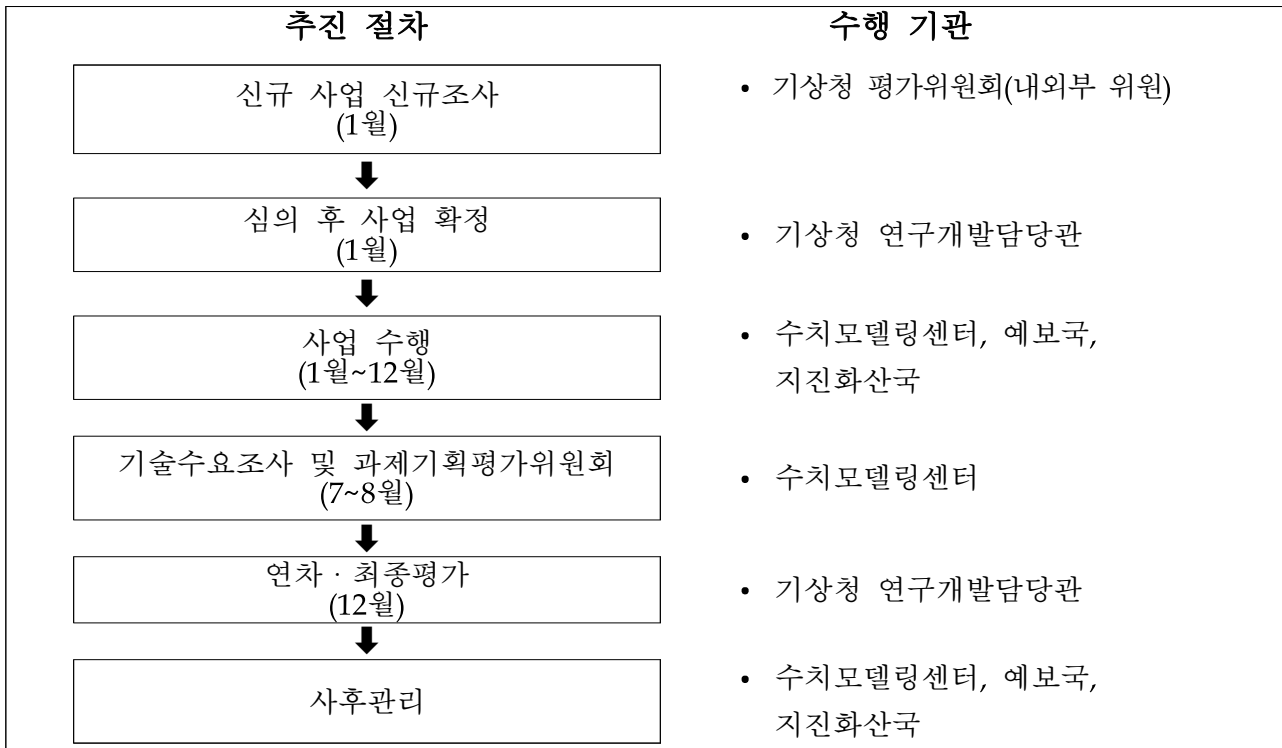 추진 절차
수행 기관
신규 사업 신규조사
(1월)
• 기상청 평가위원회(내외부 위원)
심의 후 사업 확정
(1월)
• 기상청 연구개발담당관
사업 수행
(1월~12월)
• 수치모델링센터, 예보국,
지진화산국
기술수요조사 및 과제기획평가위원회
(7~8월)
• 수치모델링센터
연차 · 최종평가
(12월)
• 기상청 연구개발담당관
사후관리
• 수치모델링센터, 예보국,
지진화산국